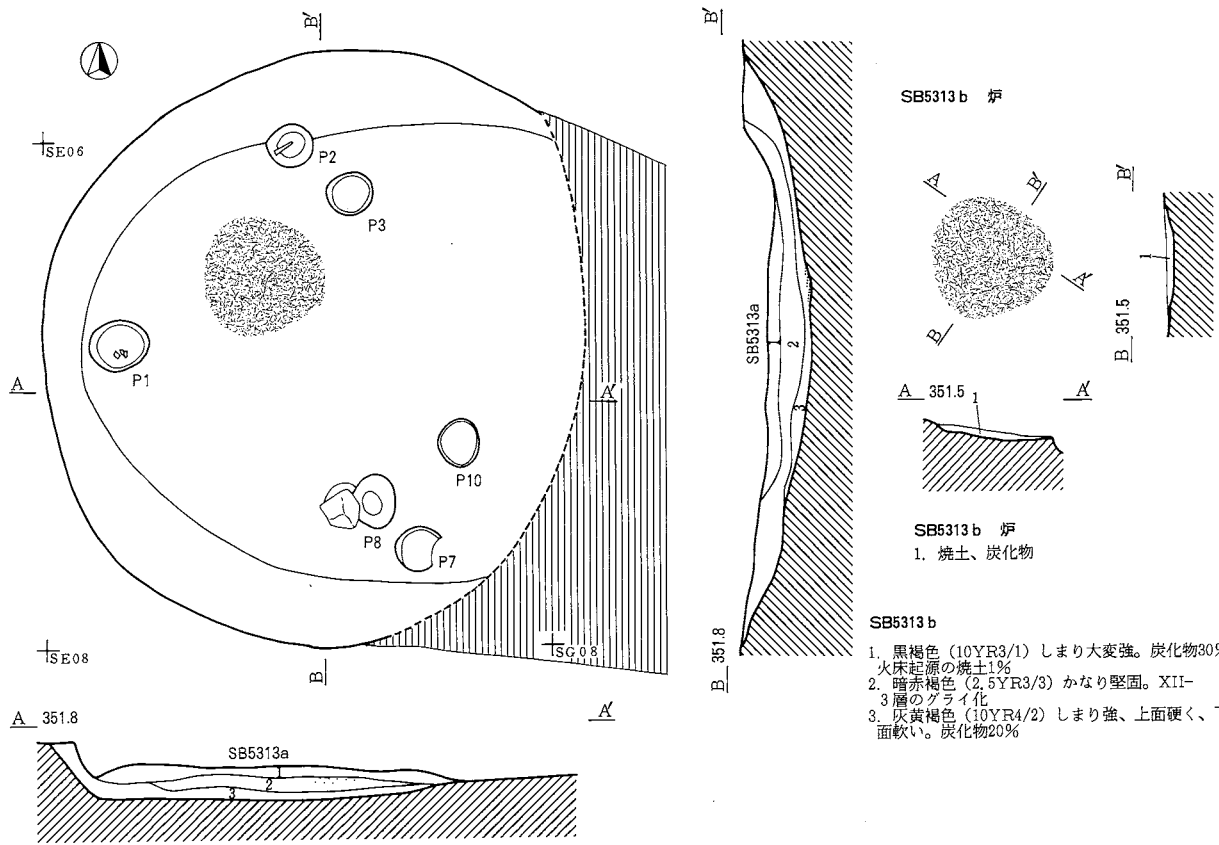 B′
SE06
P2
P3
P1
A
A′
P10
P8
P7
SE08
SG08
B
A 351.8
A′
SB5313a
1
2
3
B′
SB5313a
2
3
B 351.8
SB5313b 炉
A
B′
A′
B
B′
1
B 351.5
A 351.5
A′
1
SB5313b 炉
1. 焼土、炭化物
SB5313b
1. 黒褐色（10YR3/1）しまり大変強。炭化物30%
火床起源の焼土1%
2. 暗赤褐色（2.5YR3/3）かなり堅固。XII-
3層のグライ化
3. 灰黄褐色（10YR4/2）しまり強、上面硬く、
面軟い。炭化物20%